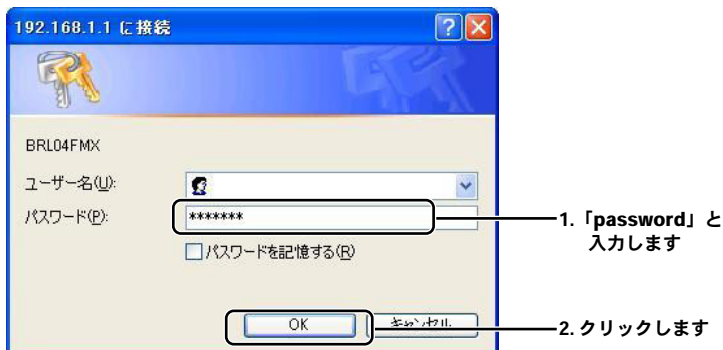 192.168.1.1 に接続
BRL04FMX
ユーザー名(U):
パスワード(P):
*******
1.「password」と
入力します
パスワードを記憶する(R)
OK
キャンセル
2. クリックします